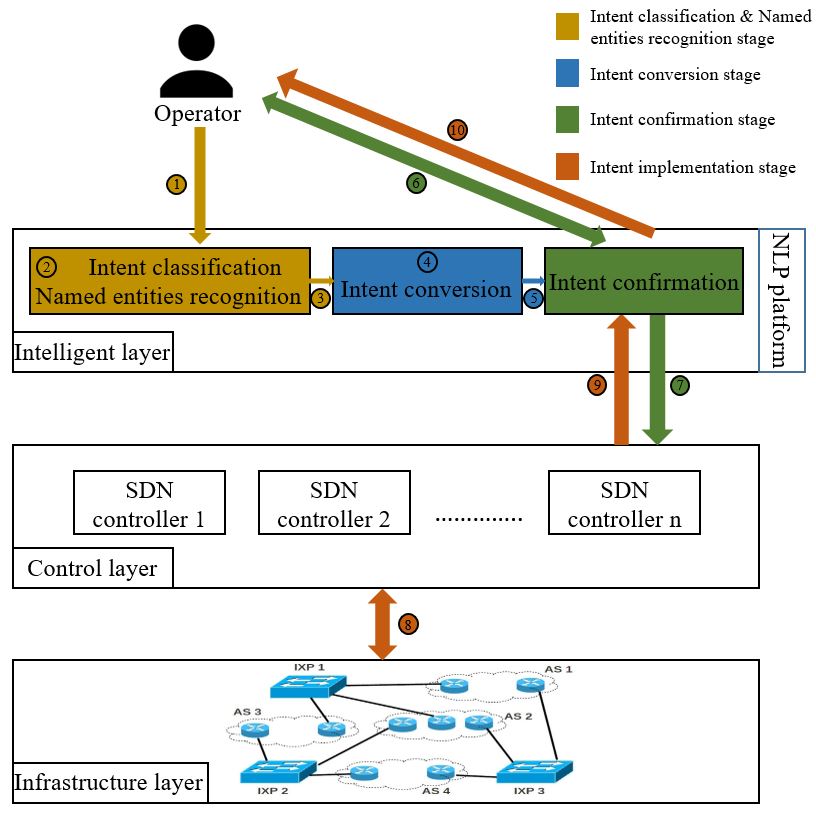 Intent classification & Named
entities recognition stage
Intent conversion stage
Intent confirmation stage
Intent implementation stage
Operator
10
6
1
2
Intent classification
Named entities recognition
3
4
Intent conversion
5
Intent confirmation
NLP platform
Intelligent layer
9
7
SDN
controller 1
SDN
controller 2
..............
SDN
controller n
Control layer
8
IXP 1
AS 1
AS 3
AS 2
IXP 2
AS 4
IXP 3
Infrastructure layer